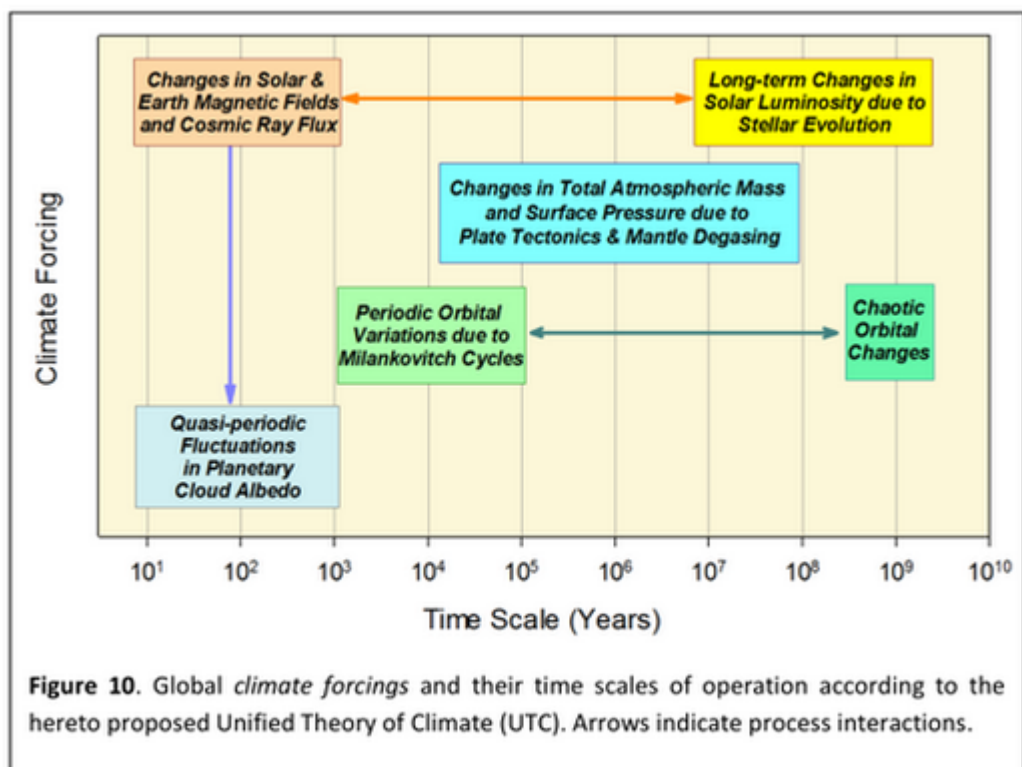 Changes in Solar &
Earth Magnetic Fields
and Cosmic Ray Flux
Long-term Changes in
Solar Luminosity due to
Stellar Evolution
Changes in Total Atmospheric Mass
and Surface Pressure due to
Plate Tectonics & Mantle Degasing
Periodic Orbital
Variations due to
Milankovitch Cycles
Chaotic
Orbital
Changes
Quasi-periodic
Fluctuations
in Planetary
Cloud Albedo
Climate Forcing
10¹ 10² 10³ 10⁴ 10⁵ 10⁶ 10⁷ 10⁸ 10⁹ 10¹⁰
Time Scale (Years)
Figure 10. Global climate forcings and their time scales of operation according to the
hereto proposed Unified Theory of Climate (UTC). Arrows indicate process interactions.